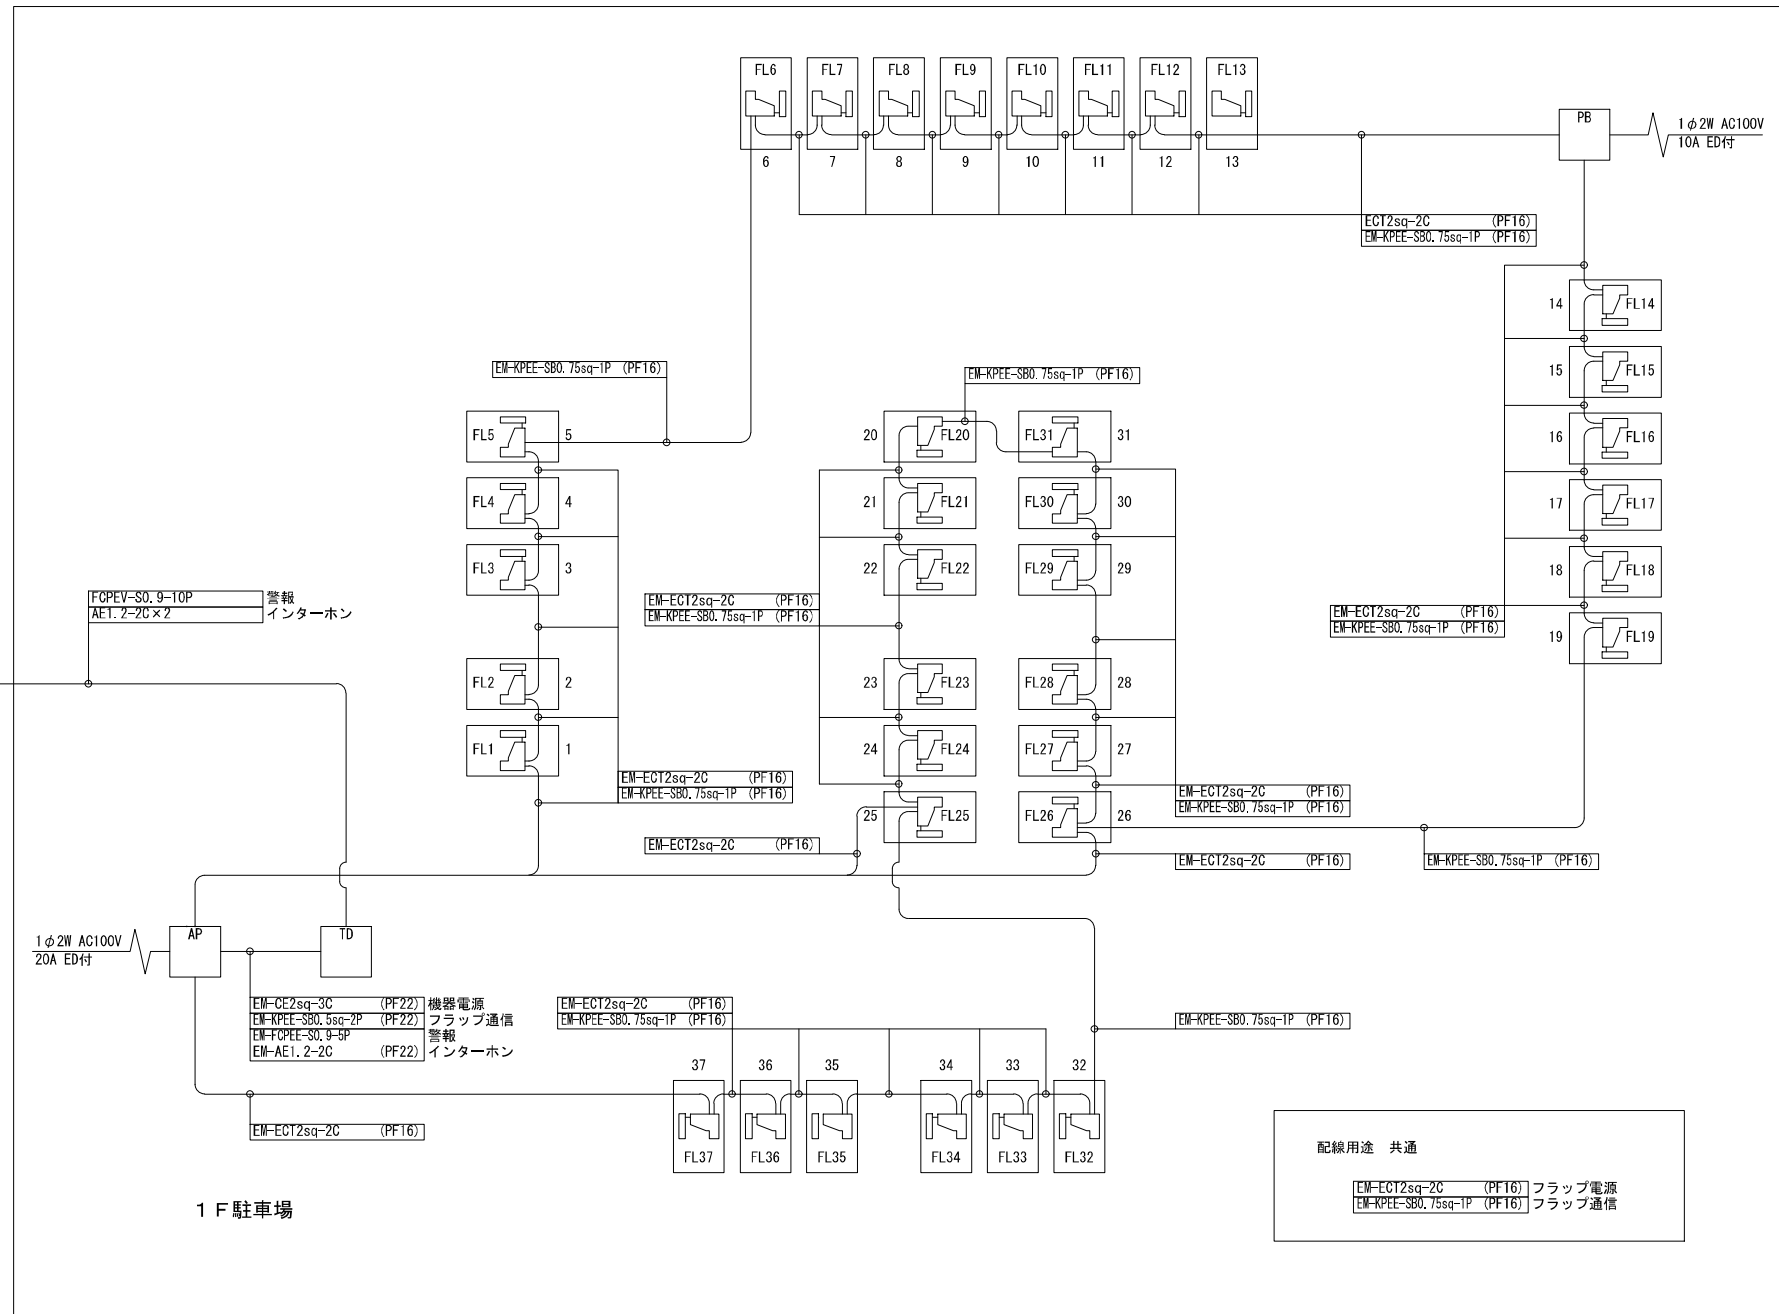 FL6 FL7 FL8 FL9 FL10 FL11 FL12 FL13
6 7 8 9 10 11 12 13
PB
1φ2W AC100V
10A ED付
ECT2sq-2C (PF16)
EM-KPEE-SB0.75sq-1P (PF16)
14 FL14
15 FL15
16 FL16
17 FL17
18 FL18
19 FL19
EM-ECT2sq-2C (PF16)
EM-KPEE-SB0.75sq-1P (PF16)
EM-KPEE-SB0.75sq-1P (PF16)
FL5 5
FL4 4
FL3 3
FL2 2
FL1 1
EM-ECT2sq-2C (PF16)
EM-KPEE-SB0.75sq-1P (PF16)
EM-KPEE-SB0.75sq-1P (PF16)
20 FL20
21 FL21
22 FL22
23 FL23
24 FL24
25 FL25
EM-ECT2sq-2C (PF16)
EM-KPEE-SB0.75sq-1P (PF16)
EM-ECT2sq-2C (PF16)
FL31 31
FL30 30
FL29 29
FL28 28
FL27 27
FL26 26
EM-ECT2sq-2C (PF16)
EM-KPEE-SB0.75sq-1P (PF16)
EM-ECT2sq-2C (PF16)
EM-KPEE-SB0.75sq-1P (PF16)
FCPEV-S0.9-10P 警報
AE1.2-2C×2 インターホン
1φ2W AC100V
20A ED付
AP
TD
EM-CE2sq-3C (PF22) 機器電源
EM-KPEE-SB0.5sq-2P (PF22) フラップ通信
EM-FCPEE-S0.9-5P 警報
EM-AE1.2-2C (PF22) インターホン
EM-ECT2sq-2C (PF16)
EM-ECT2sq-2C (PF16)
EM-KPEE-SB0.75sq-1P (PF16)
EM-KPEE-SB0.75sq-1P (PF16)
37 36 35 34 33 32
FL37 FL36 FL35 FL34 FL33 FL32
1F駐車場
配線用途 共通
EM-ECT2sq-2C (PF16) フラップ電源
EM-KPEE-SB0.75sq-1P (PF16) フラップ通信